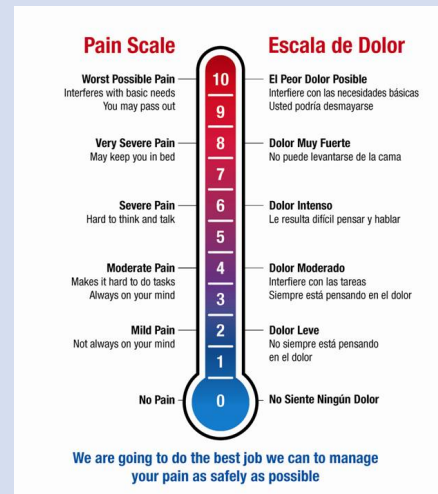 Pain Scale
Escala de Dolor
Worst Possible Pain
Interferes with basic needs
You may pass out
10
El Peor Dolor Posible
Interfiere con las necesidades básicas
Usted podría desmayarse
9
Very Severe Pain
May keep you in bed
8
Dolor Muy Fuerte
No puede levantarse de la cama
7
Severe Pain
Hard to think and talk
6
Dolor Intenso
Le resulta difícil pensar y hablar
5
Moderate Pain
Makes it hard to do tasks
Always on your mind
4
Dolor Moderado
Interfiere con las tareas
Siempre está pensando en el dolor
3
Mild Pain
Not always on your mind
2
Dolor Leve
No siempre está pensando
en el dolor
1
No Pain
0
No Siente Ningún Dolor
We are going to do the best job we can to manage
your pain as safely as possible